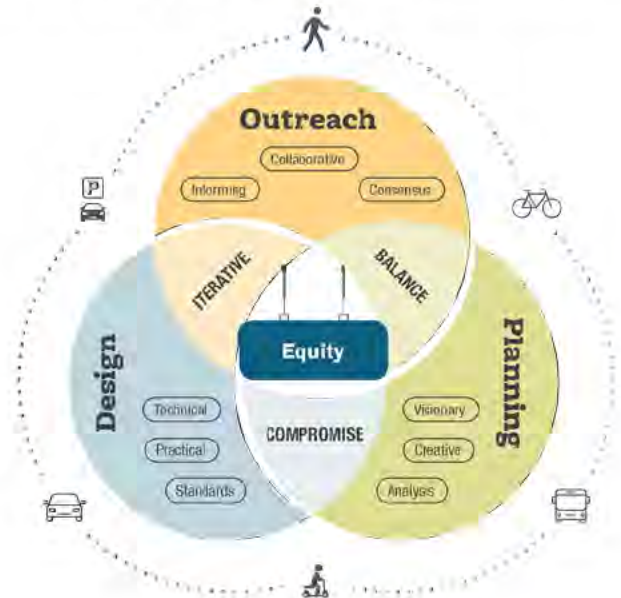 Outreach
Collaborative
Informing
Consensus
P
ITERATIVE
BALANCE
Equity
Design
Planning
Technical
Practical
Standards
COMPROMISE
Visionary
Creative
Analysis